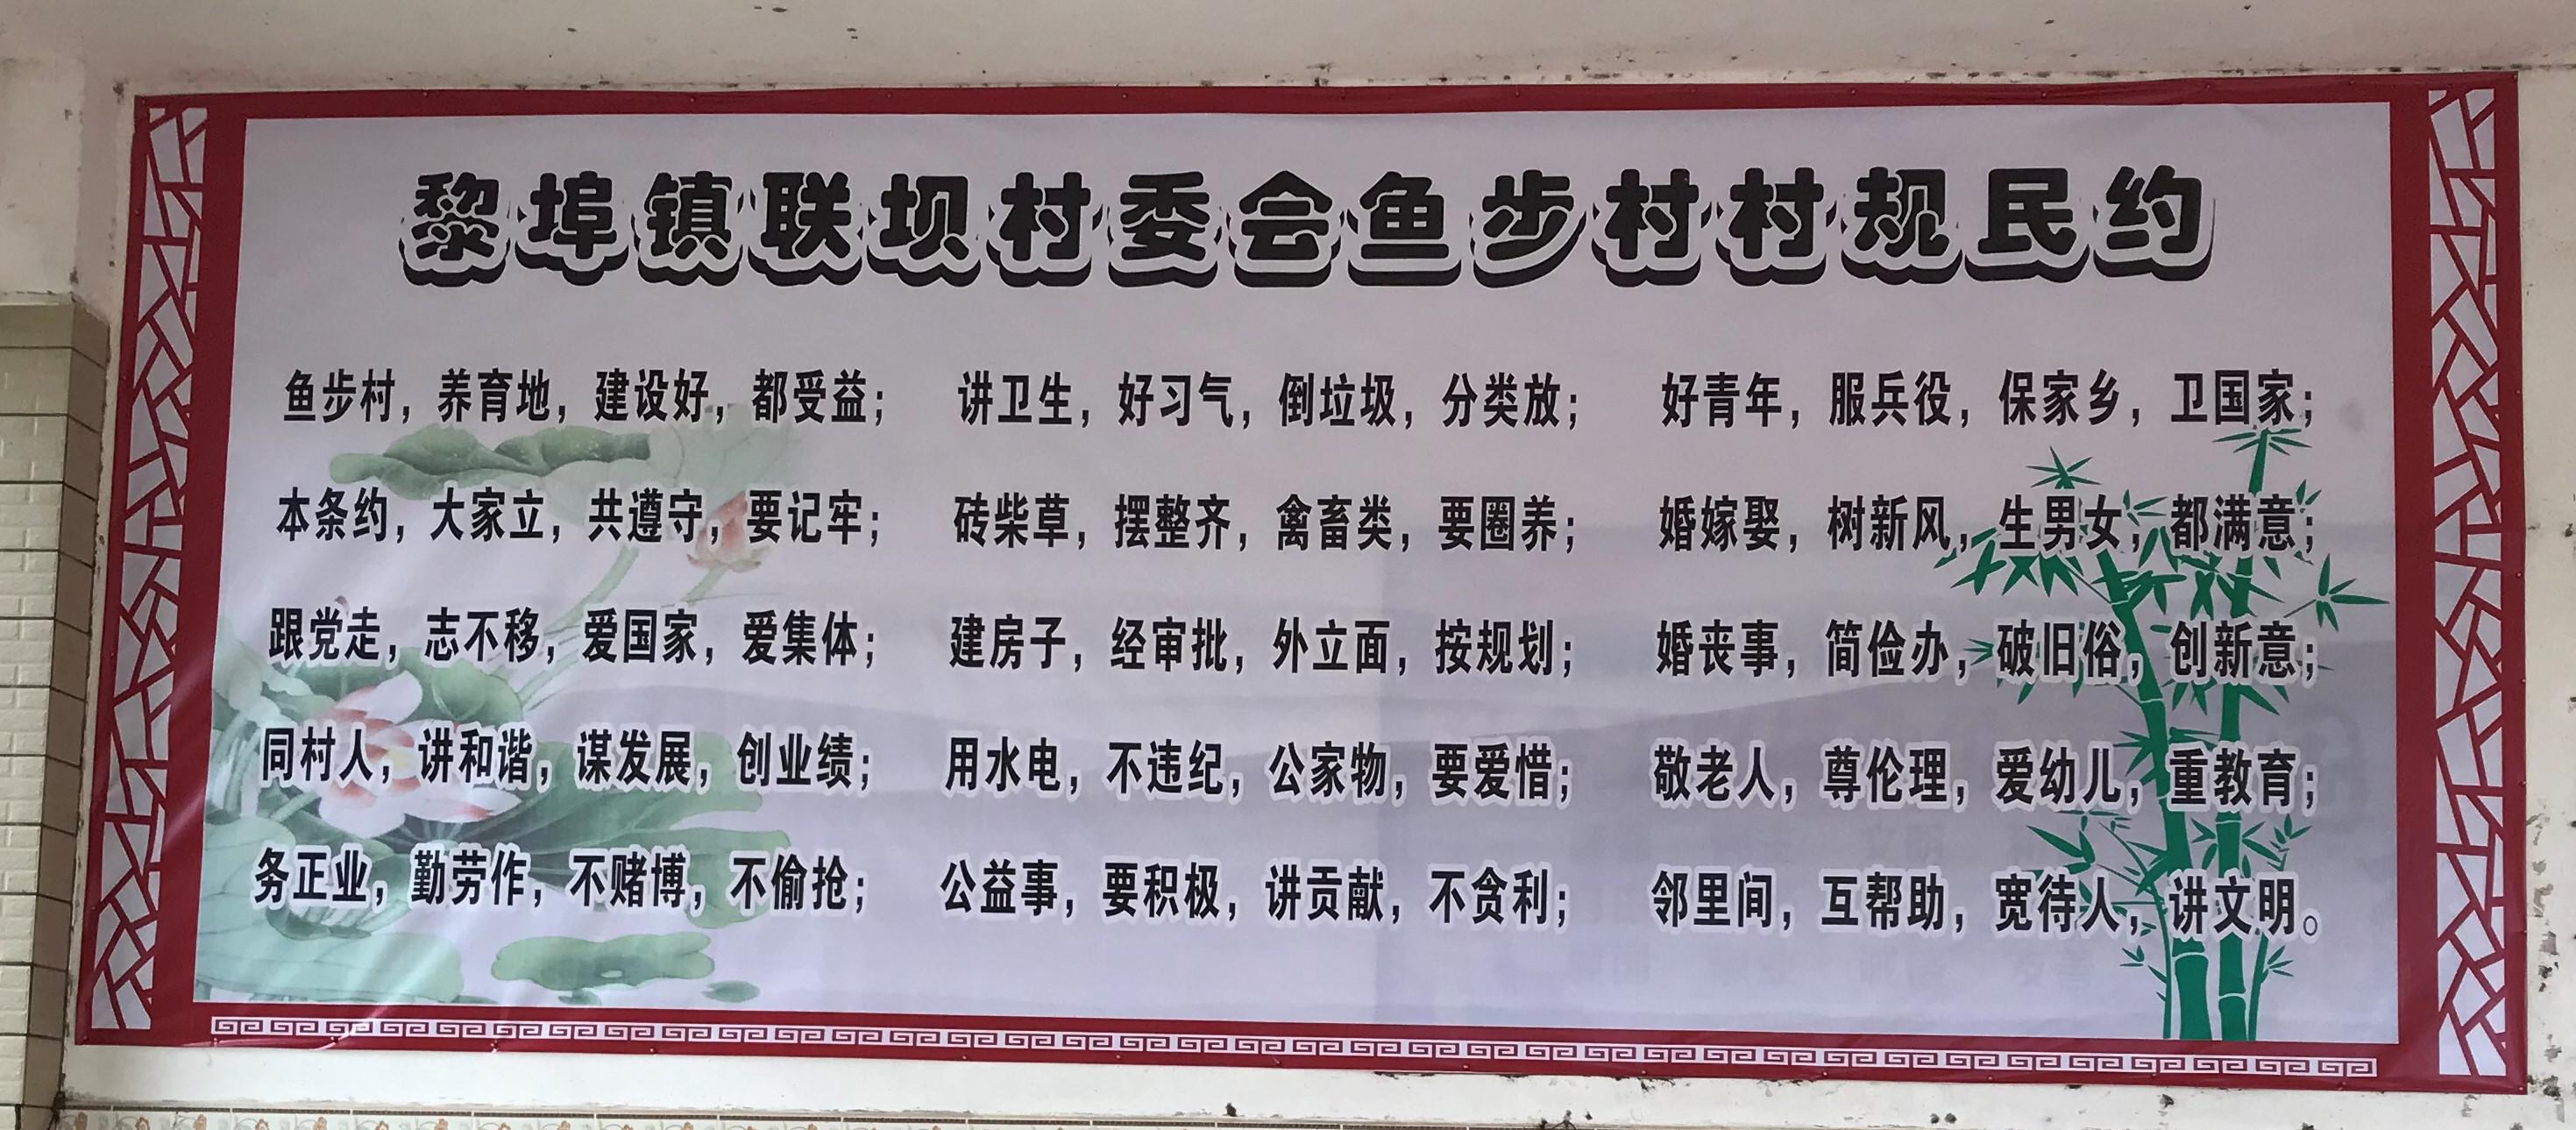 黎埠镇联坝村委会鱼步村村规民约
鱼步村，养育地，建设好，都受益；
本条约，大家立，共遵守，要记牢；
跟党走，志不移，爱国家，爱集体；
同村人，讲和谐，谋发展，创业绩；
务正业，勤劳作，不赌博，不偷抢；
讲卫生，好习气，倒垃圾，分类放；
砖柴草，摆整齐，禽畜类，要圈养；
建房子，经审批，外立面，按规划；
用水电，不违纪，公家物，要爱惜；
公益事，要积极，讲贡献，不贪利；
好青年，服兵役，保家乡，卫国家；
婚嫁娶，树新风，生男女，都满意；
婚丧事，简俭办，破旧俗，创新意；
敬老人，尊伦理，爱幼儿，重教育；
邻里间，互帮助，宽待人，讲文明。